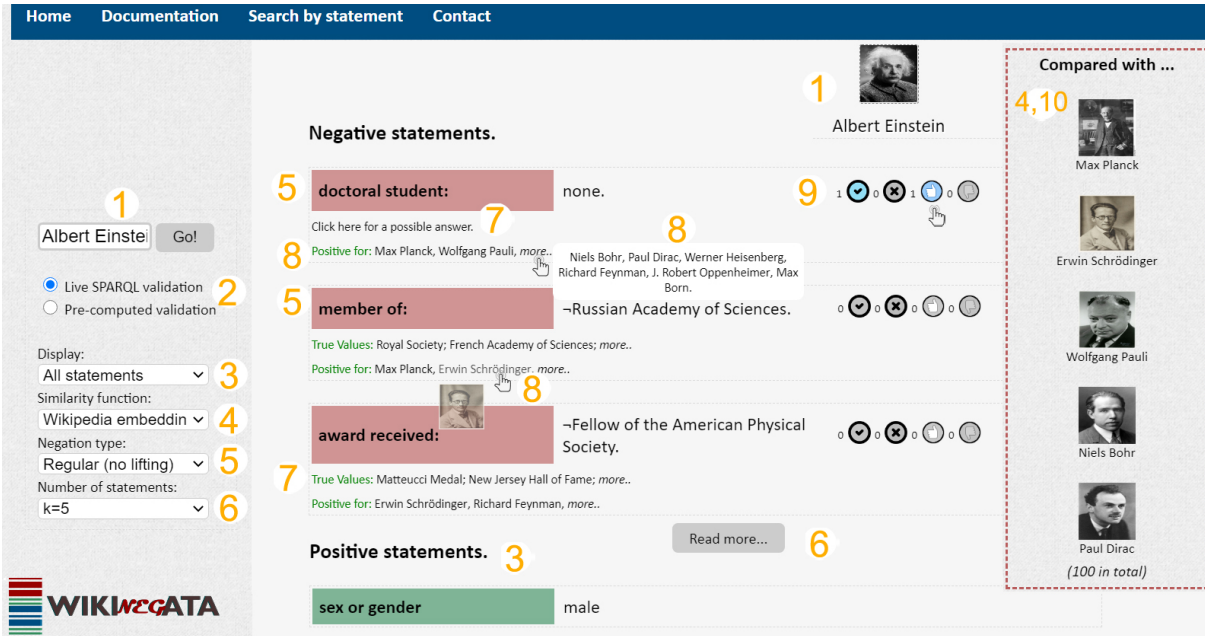 Home Documentation Search by statement Contact
1
Albert Einstei Go!
Live SPARQL validation
Pre-computed validation
2
Display:
All statements
3
Similarity function:
Wikipedia embeddin
4
Negation type:
Regular (no lifting)
5
Number of statements:
k=5
6
WIKINEGATA
1
Albert Einstein
Negative statements.
5
doctoral student: none.
9
1 0 1 0
Click here for a possible answer.
7
8
Positive for: Max Planck, Wolfgang Pauli, more..
8
Niels Bohr, Paul Dirac, Werner Heisenberg,
Richard Feynman, J. Robert Oppenheimer, Max
Born.
5
member of: ¬Russian Academy of Sciences.
0 0 0 0
True Values: Royal Society; French Academy of Sciences; more..
Positive for: Max Planck, Erwin Schrödinger, more..
8
award received: ¬Fellow of the American Physical
Society.
0 0 0 0
7
True Values: Matteucci Medal; New Jersey Hall of Fame; more..
Positive for: Erwin Schrödinger, Richard Feynman, more..
Read more...
6
Positive statements.
3
sex or gender male
Compared with ...
4,10
Max Planck
Erwin Schrödinger
Wolfgang Pauli
Niels Bohr
Paul Dirac
(100 in total)